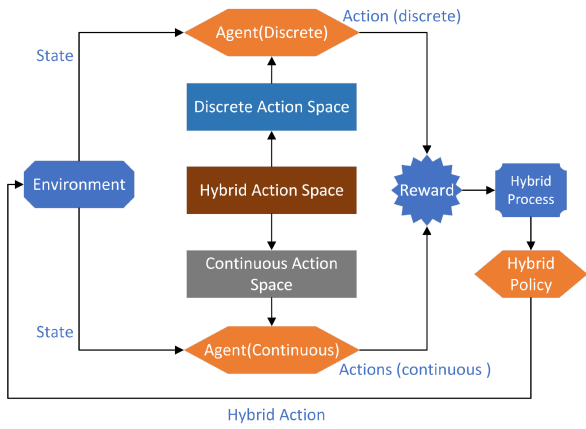 Action (discrete)
Agent(Discrete)
State
Discrete Action Space
Environment
Hybrid Action Space
Reward
Hybrid
Process
Continuous Action
Space
Hybrid
Policy
State
Agent(Continuous)
Actions (continuous )
Hybrid Action